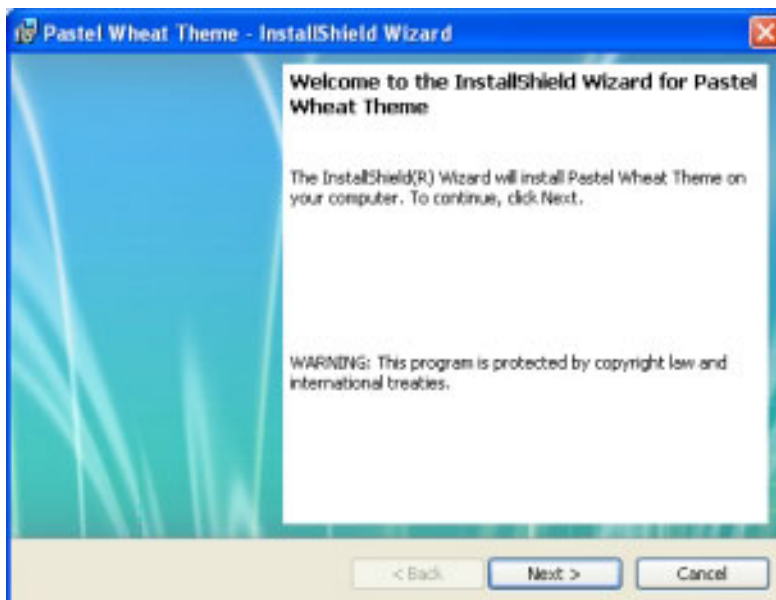 Pastel Wheat Theme - InstallShield Wizard
Welcome to the InstallShield Wizard for Pastel
Wheat Theme
The InstallShield(R) Wizard will install Pastel Wheat Theme on
your computer. To continue, click Next.
WARNING: This program is protected by copyright law and
international treaties.
< Back
Next >
Cancel